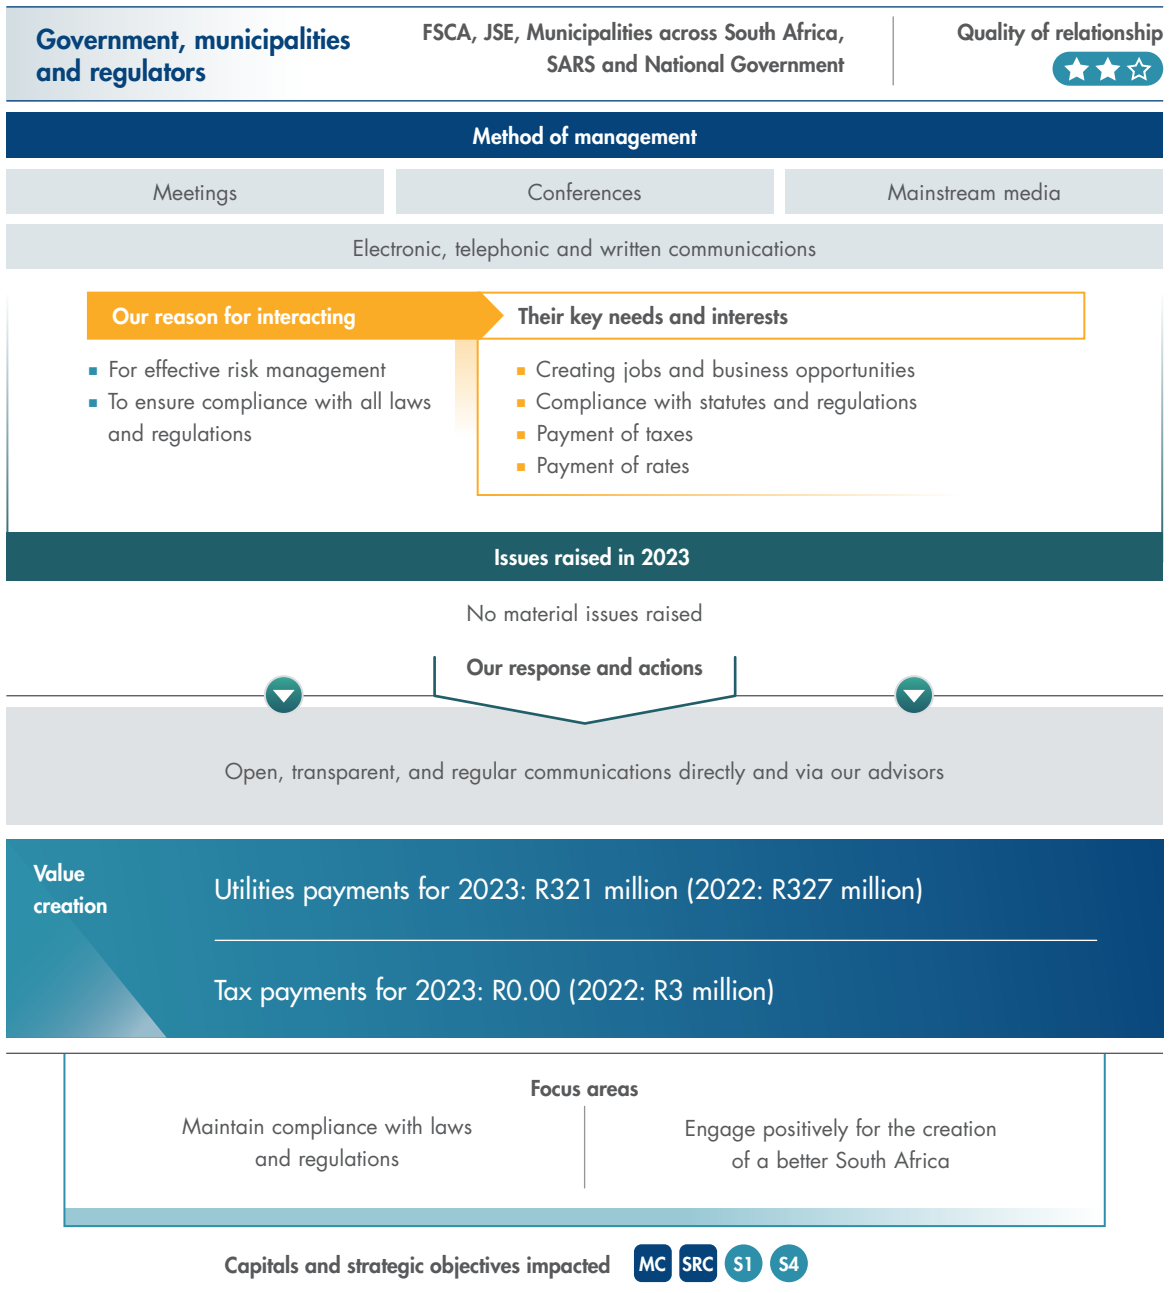 Government, municipalities
and regulators
FSCA, JSE, Municipalities across South Africa,
SARS and National Government
Quality of relationship
Method of management
Meetings
Conferences
Mainstream media
Electronic, telephonic and written communications
Our reason for interacting
For effective risk management
To ensure compliance with all laws
and regulations
Their key needs and interests
Creating jobs and business opportunities
Compliance with statutes and regulations
Payment of taxes
Payment of rates
Issues raised in 2023
No material issues raised
Our response and actions
Open, transparent, and regular communications directly and via our advisors
Value
creation
Utilities payments for 2023: R321 million (2022: R327 million)
Tax payments for 2023: R0.00 (2022: R3 million)
Focus areas
Maintain compliance with laws
and regulations
Engage positively for the creation
of a better South Africa
Capitals and strategic objectives impacted MC SRC S1 S4